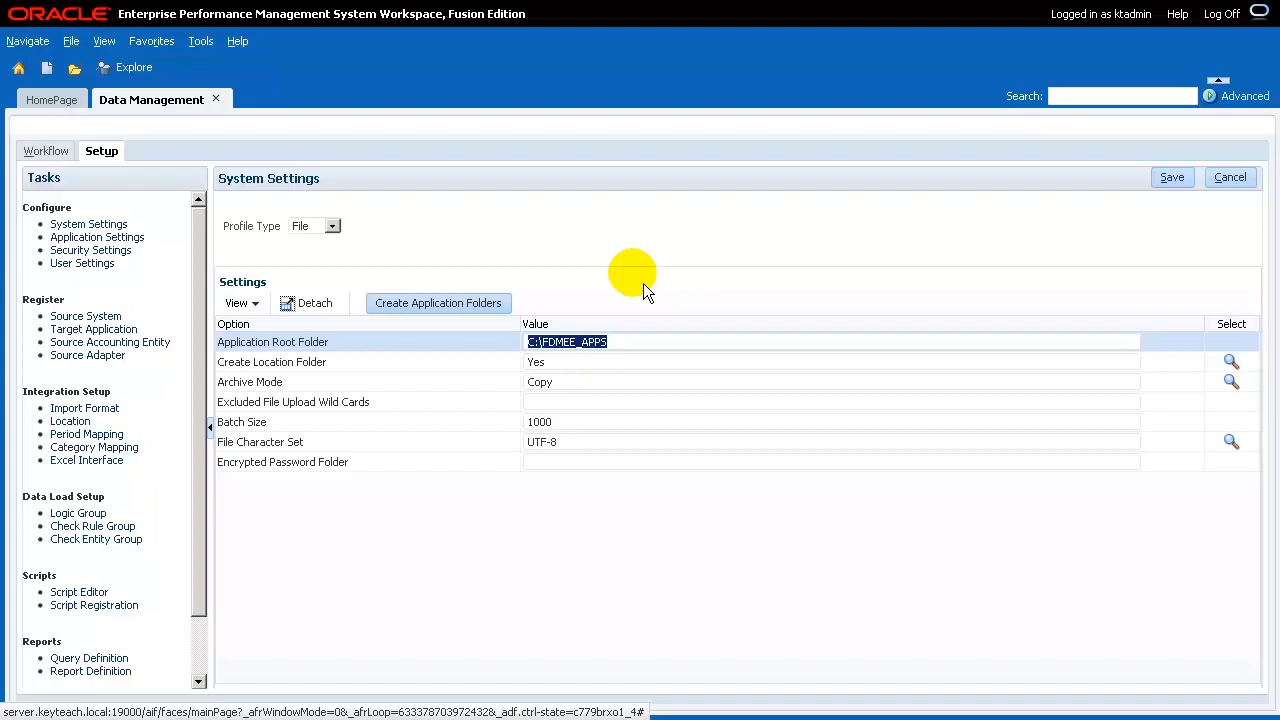 ORACLE Enterprise Performance Management System Workspace, Fusion Edition Logged in as ktadmin Help Log Off
Navigate File View Favorites Tools Help
Explore
HomePage Data Management Search: Advanced
Workflow Setup
Tasks
Configure
System Settings
Application Settings
Security Settings
User Settings
Register
Source System
Target Application
Source Accounting Entity
Source Adapter
Integration Setup
Import Format
Location
Period Mapping
Category Mapping
Excel Interface
Data Load Setup
Logic Group
Check Rule Group
Check Entity Group
Scripts
Script Editor
Script Registration
Reports
Query Definition
Report Definition
System Settings Save Cancel
Profile Type File
Settings
View Detach Create Application Folders
Option Value Select
Application Root Folder C:\FDMEE_APPS
Create Location Folder Yes
Archive Mode Copy
Excluded File Upload Wild Cards
Batch Size 1000
File Character Set UTF-8
Encrypted Password Folder
server.keyteach.local:19000/aif/faces/mainPage?_afrWindowMode=0&_afrLoop=633378703972432&_adf.ctrl-state=c779brxo1_4#